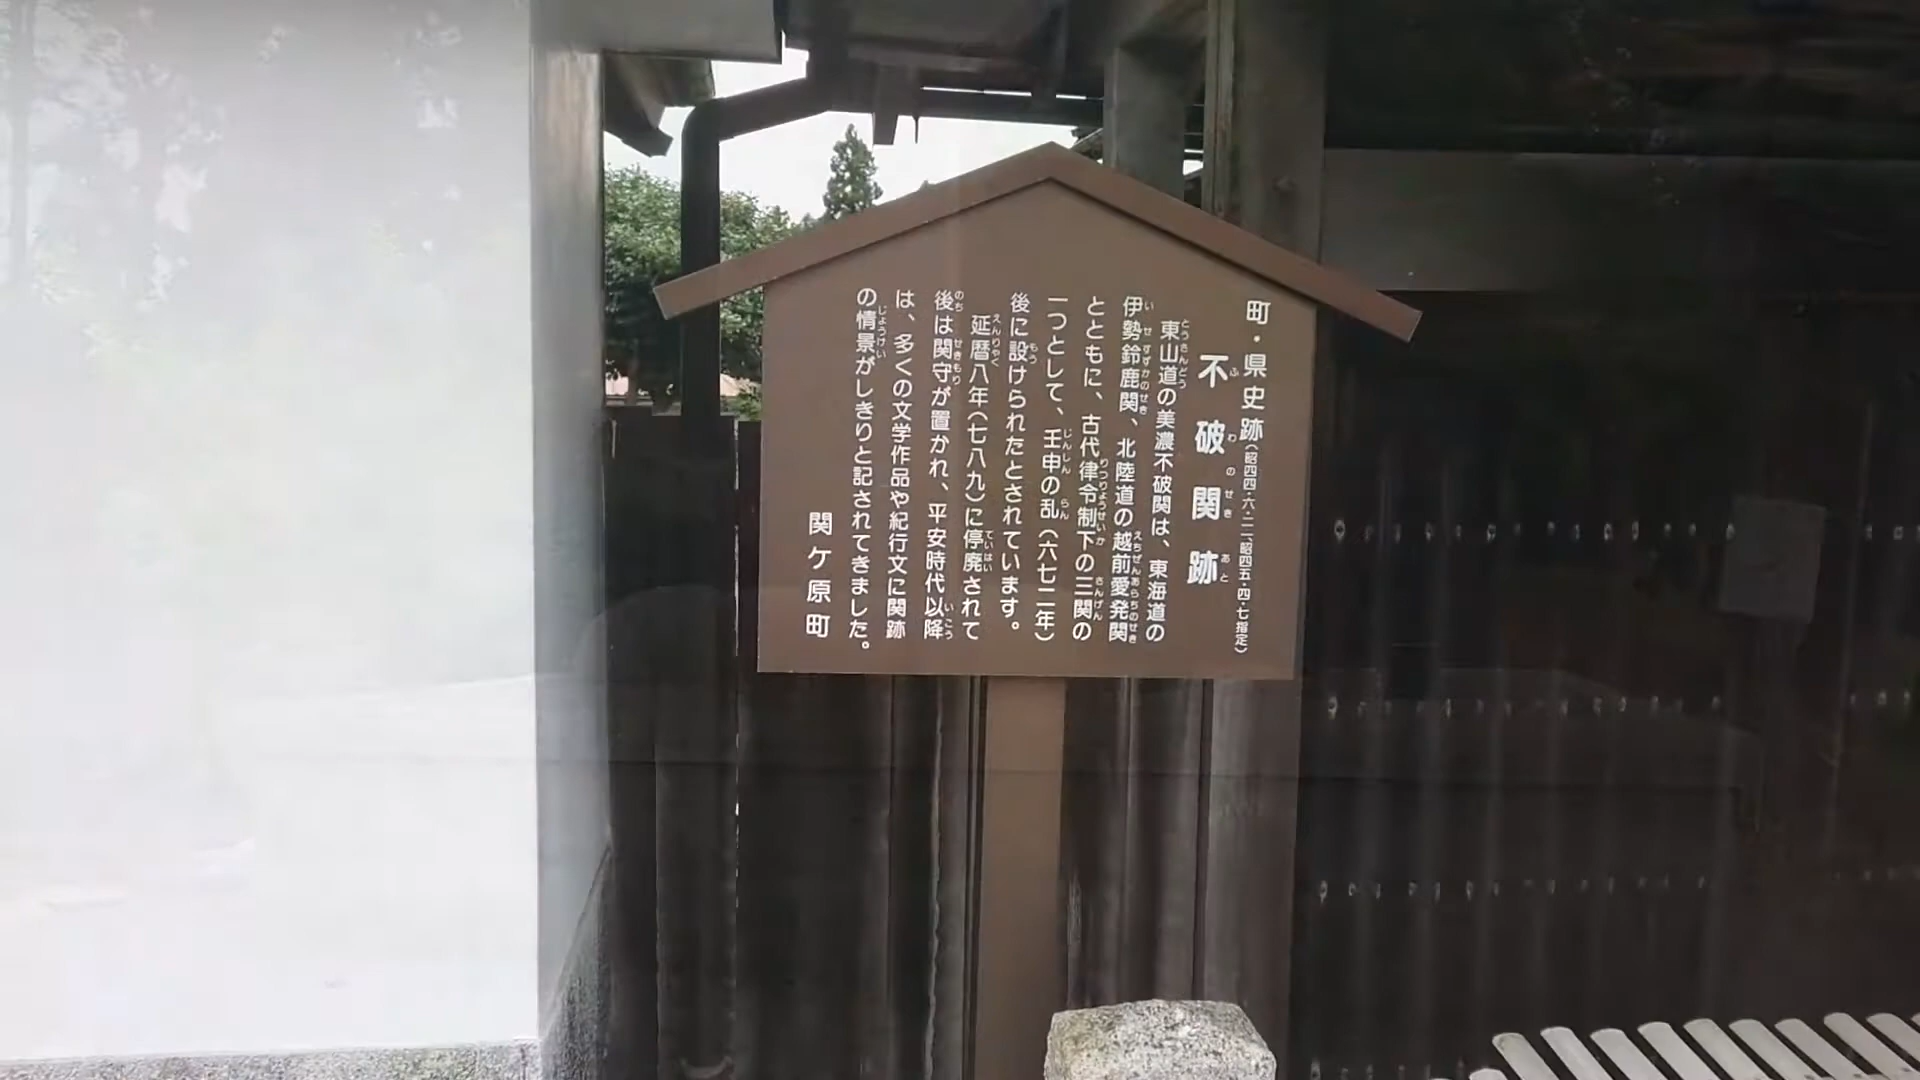 町・県史跡(昭四四・六・二、昭四五・四・七指定)
不破関跡
東山道の美濃不破関は、東海道の
伊勢鈴鹿関、北陸道の越前愛発関
とともに、古代律令制下の三関の
一つとして、壬申の乱(六七二年)
後に設けられたとされています。
延暦八年(七八九)に停廃されて
後は関守が置かれ、平安時代以降
は、多くの文学作品や紀行文に関跡
の情景がしきりと記されてきました。
関ケ原町